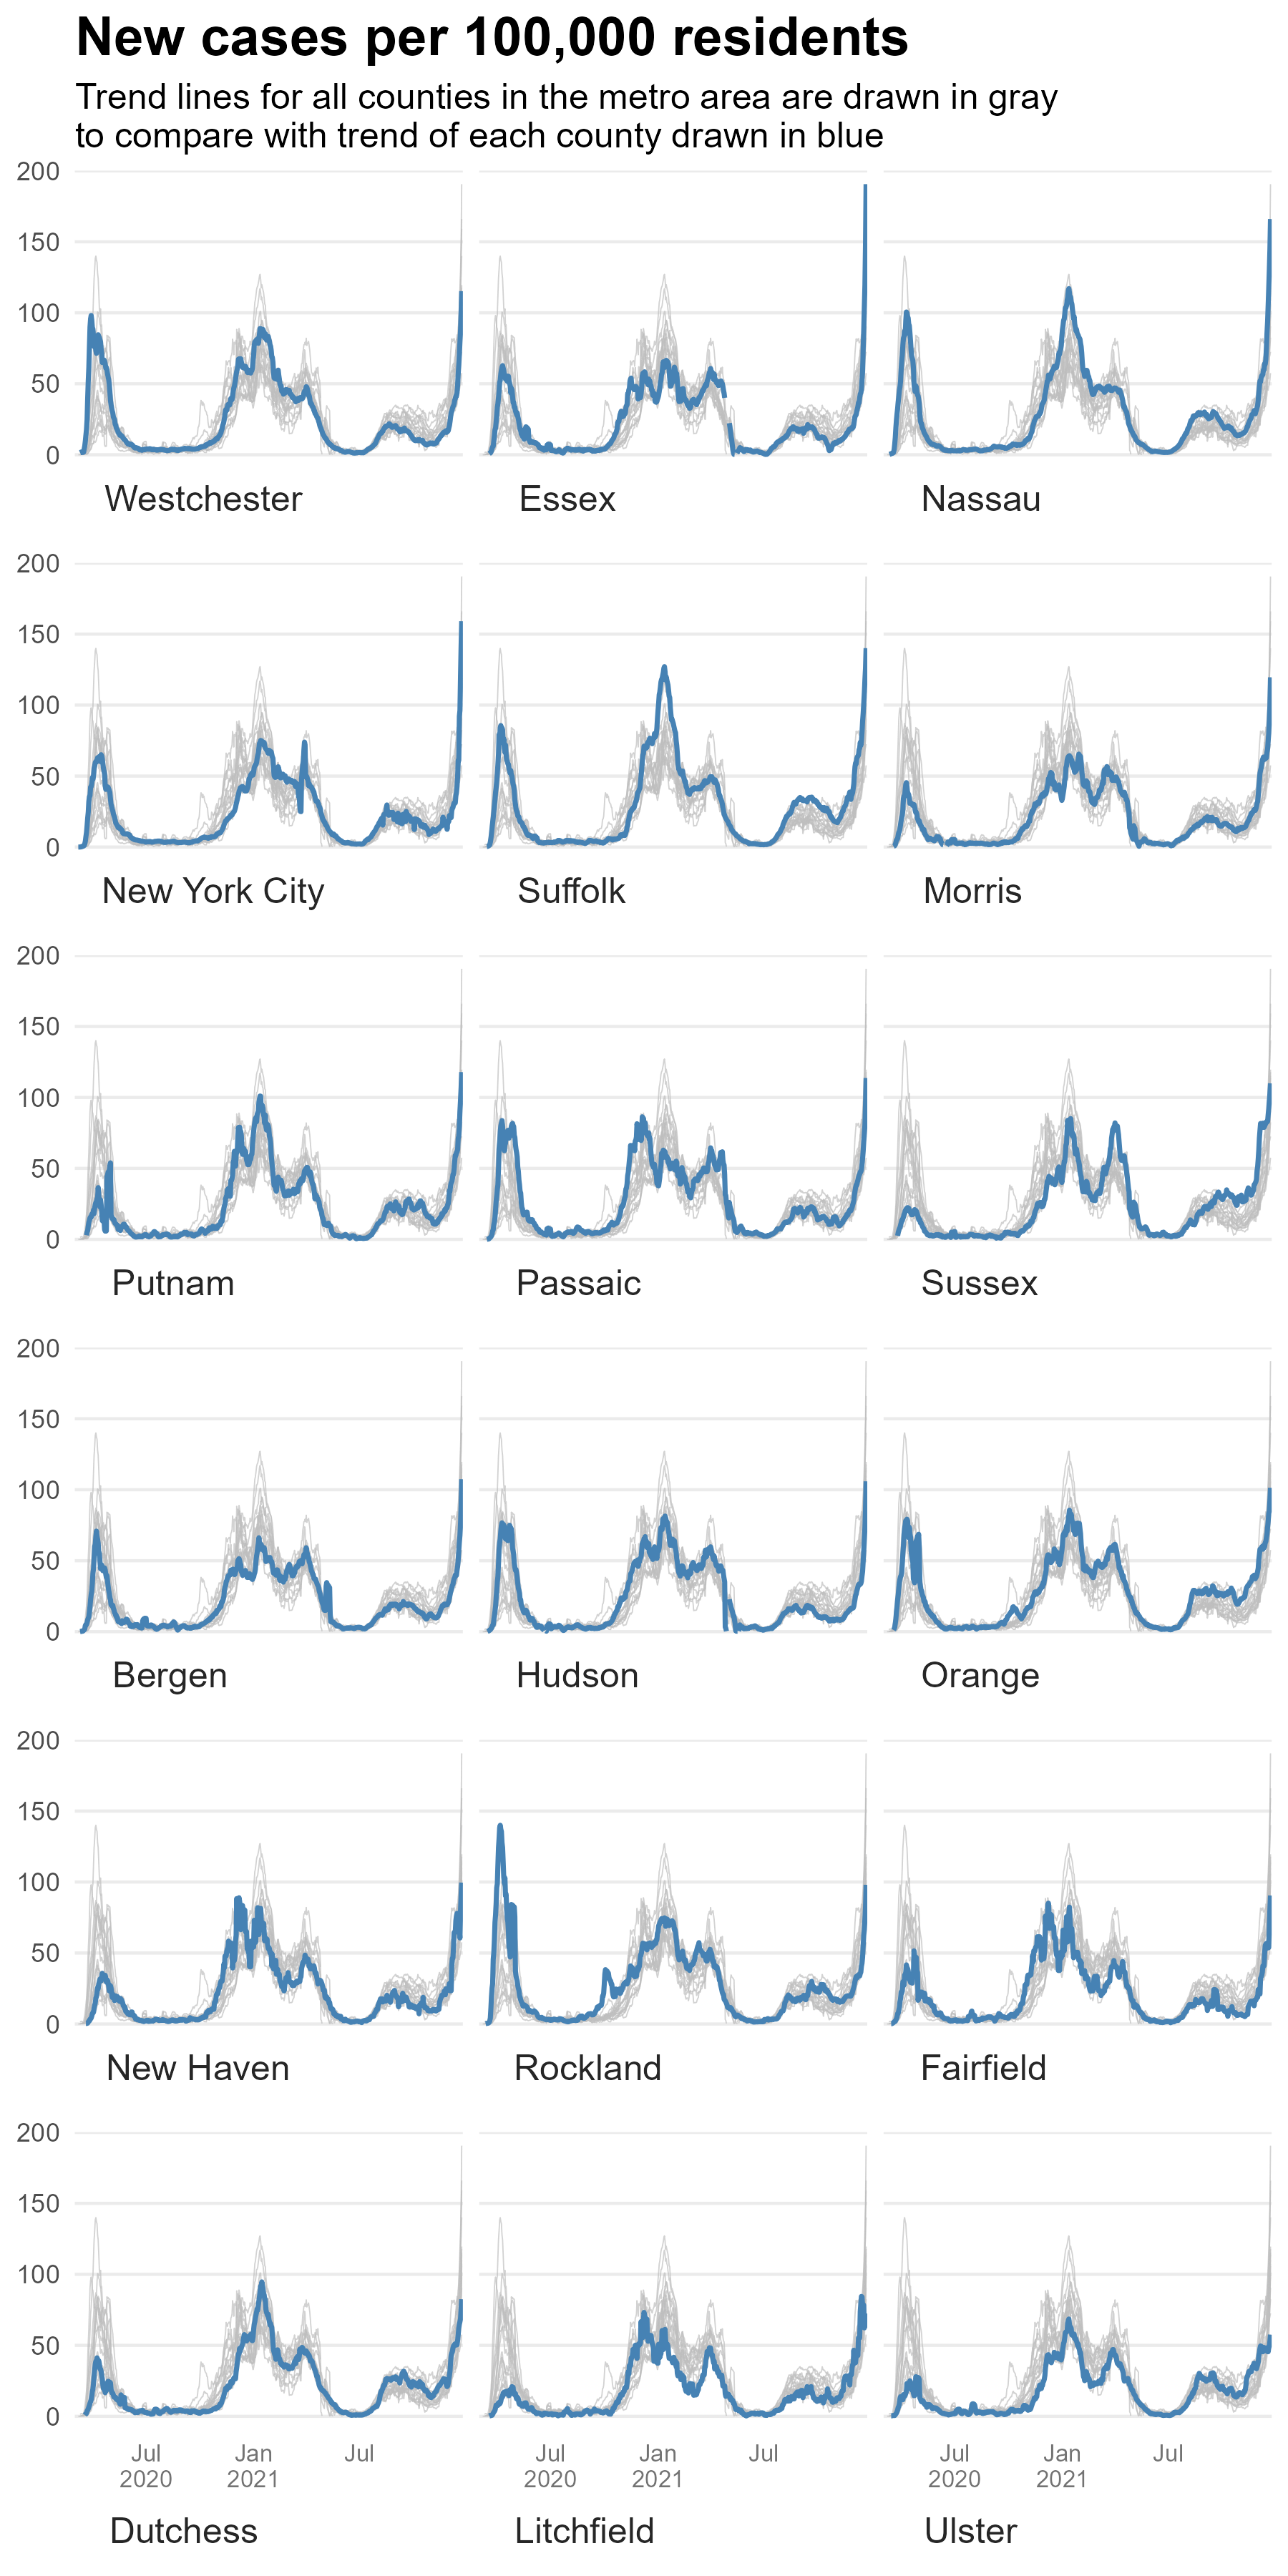 New cases per 100,000 residents
Trend lines for all counties in the metro area are drawn in gray
to compare with trend of each county drawn in blue
200
150
100
50
0
Westchester Essex Nassau
200
150
100
50
0
New York City Suffolk Morris
200
150
100
50
0
Putnam Passaic Sussex
200
150
100
50
0
Bergen Hudson Orange
200
150
100
50
0
New Haven Rockland Fairfield
200
150
100
50
0
Jul Jan Jul Jul Jan Jul Jul Jan Jul
2020 2021 2020 2021 2020 2021
Dutchess Litchfield Ulster